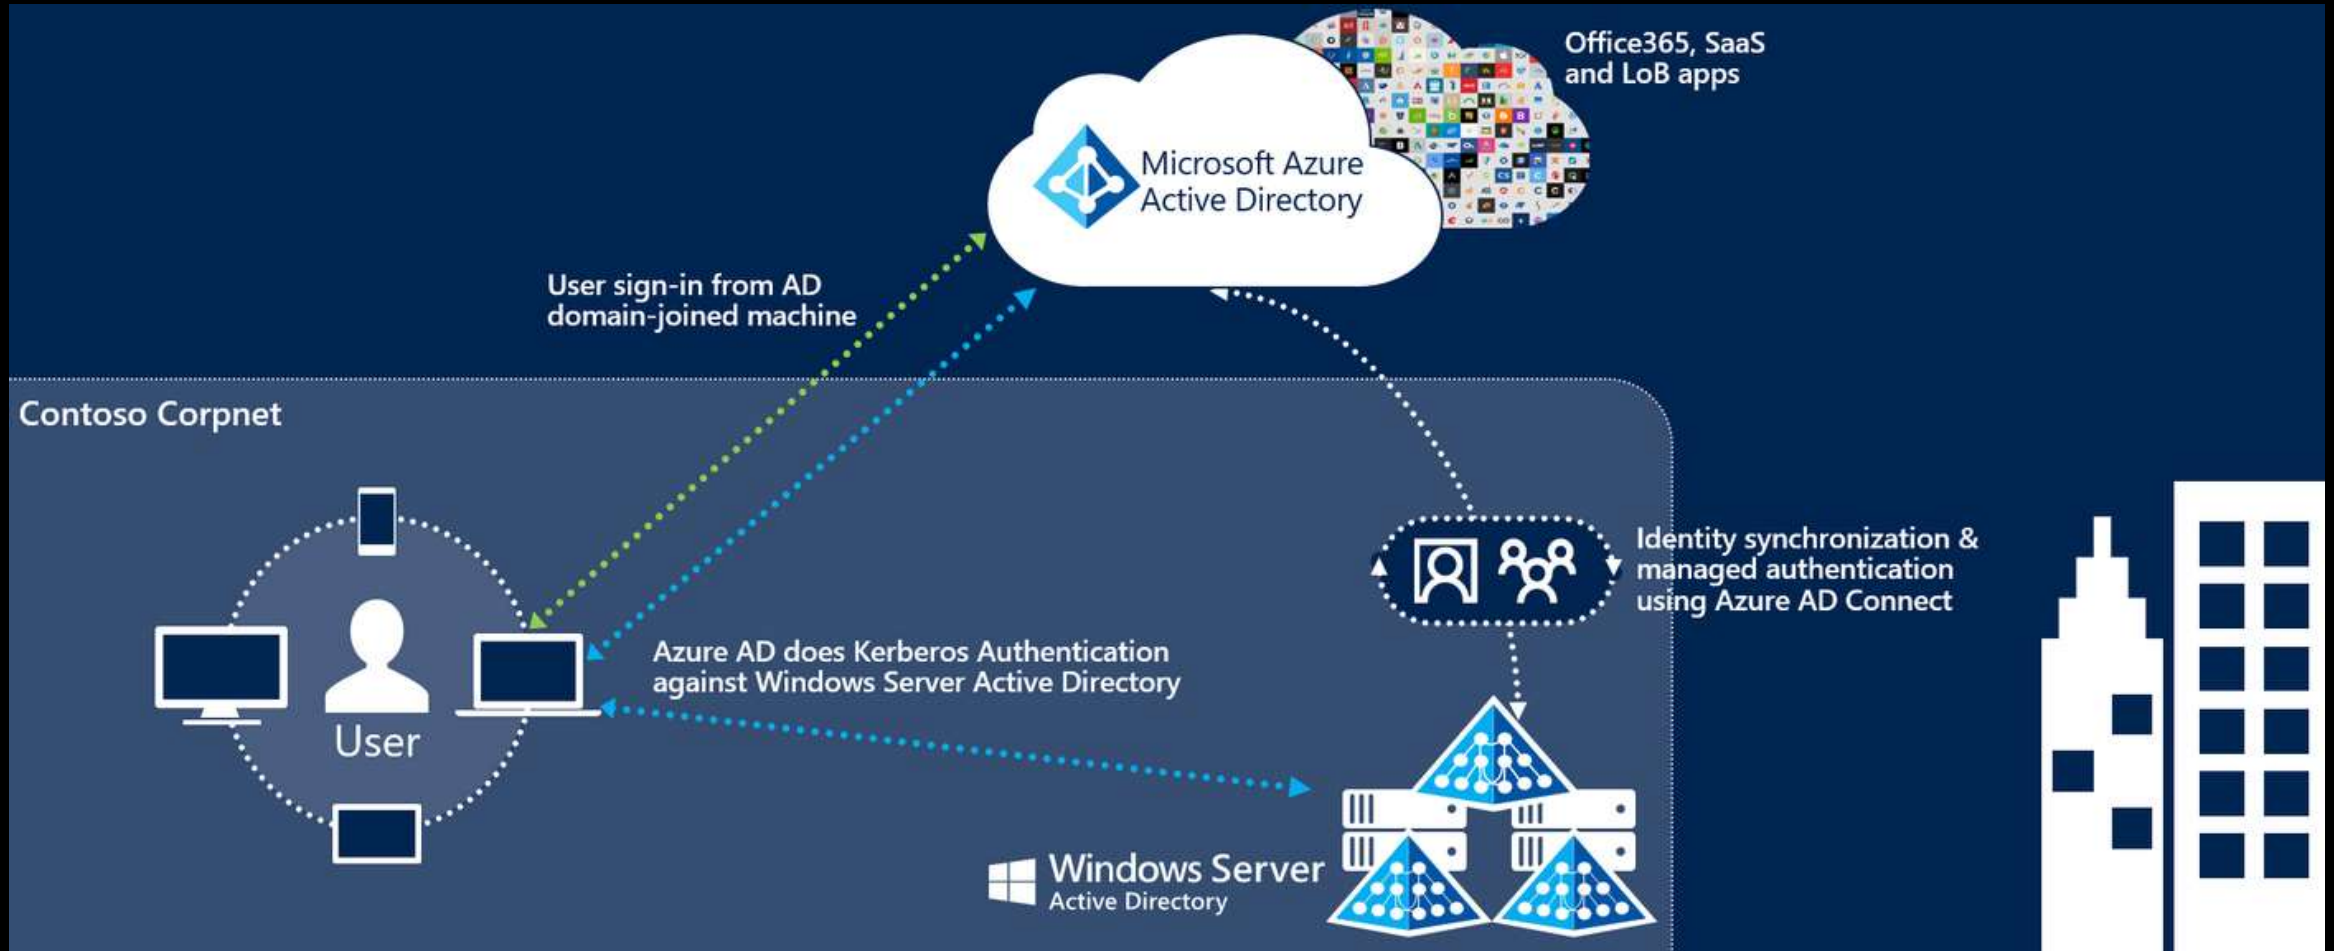 Office365, SaaS
and LoB apps
Microsoft Azure
Active Directory
User sign-in from AD
domain-joined machine
Contoso Corpnet
Identity synchronization &
managed authentication
using Azure AD Connect
Azure AD does Kerberos Authentication
against Windows Server Active Directory
User
Windows Server
Active Directory